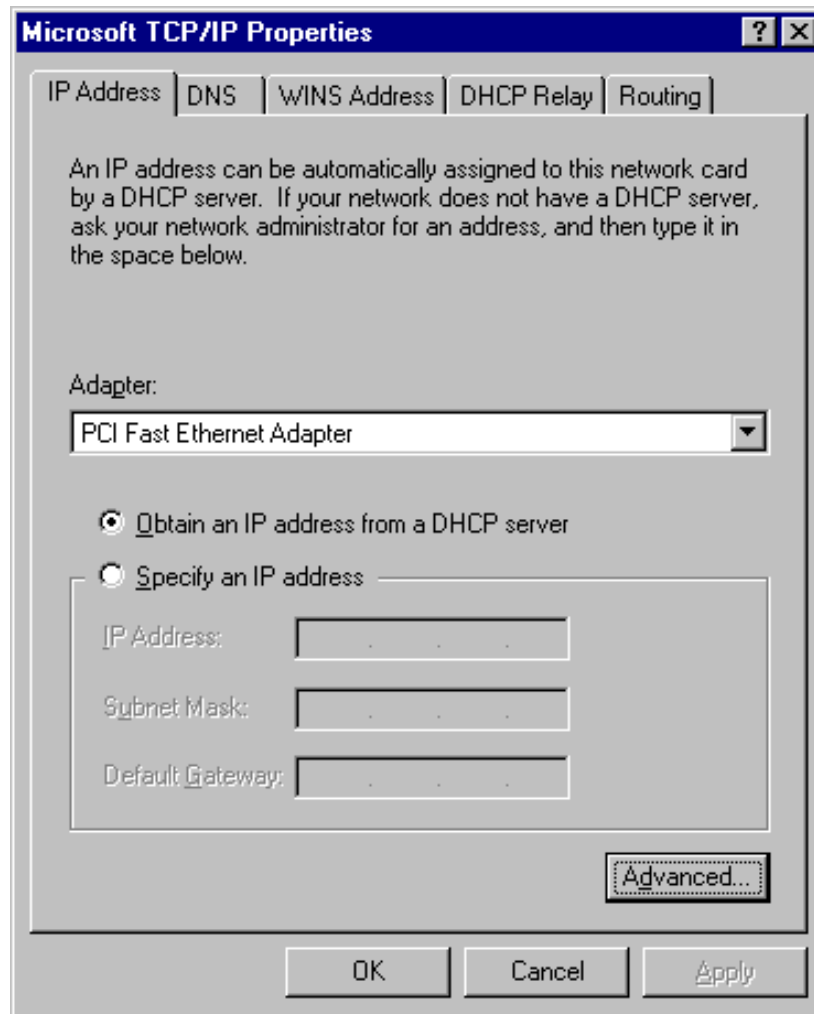 Microsoft TCP/IP Properties
IP Address DNS WINS Address DHCP Relay Routing
An IP address can be automatically assigned to this network card
by a DHCP server. If your network does not have a DHCP server,
ask your network administrator for an address, and then type it in
the space below.
Adapter:
PCI Fast Ethernet Adapter
Obtain an IP address from a DHCP server
Specify an IP address
IP Address:
Subnet Mask:
Default Gateway:
Advanced...
OK Cancel Apply